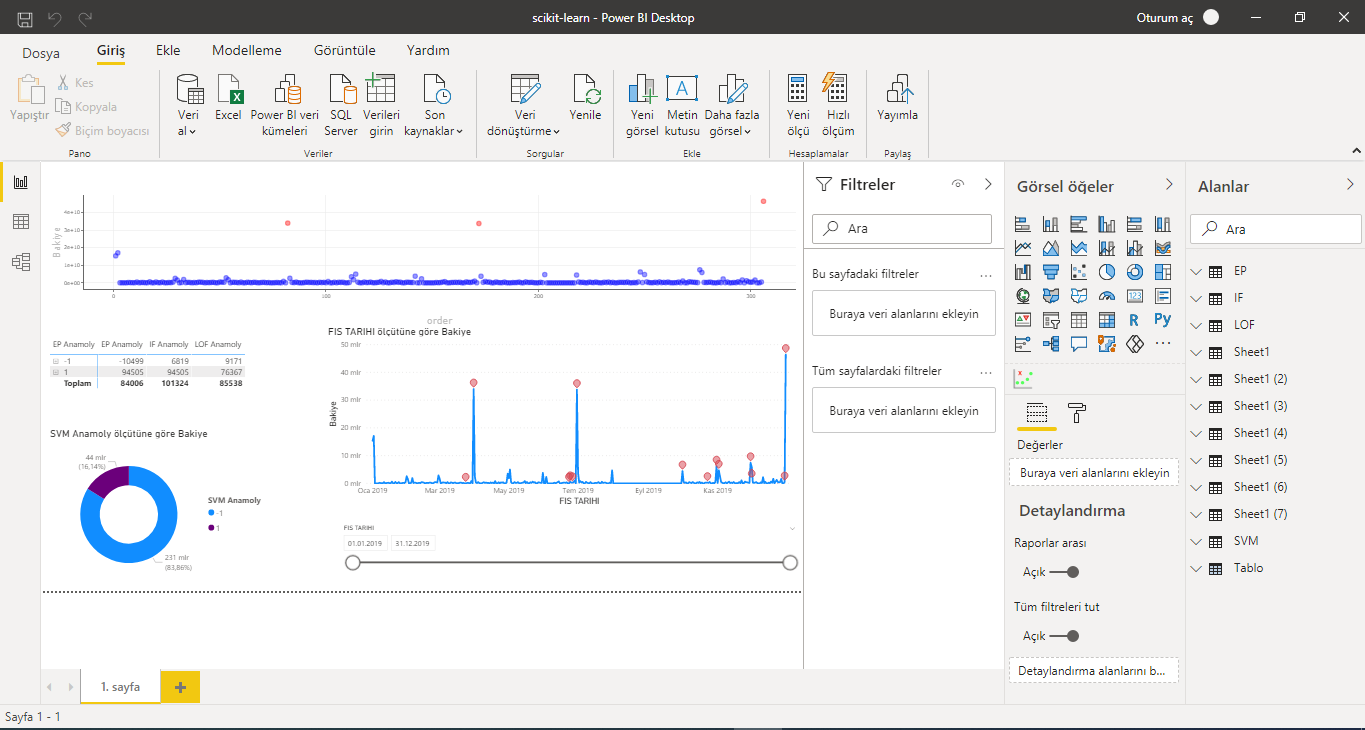 scikit-learn - Power BI Desktop
Oturum aç
Dosya
Giriş
Ekle
Modelleme
Görüntüle
Yardım
Yapıştır
Kes
Kopyala
Biçim boyacısı
Pano
Veri al
Excel
Power BI veri kümeleri
SQL Server
Verileri girin
Son kaynaklar
Veriler
Veri dönüştürme
Yenile
Sorgular
Yeni görsel
Metin kutusu
Daha fazla görsel
Ekle
Yeni ölçü
Hızlı ölçüm
Hesaplamalar
Yayımla
Paylaş
Bakiye
4e+10
3e+10
2e+10
1e+10
0e+00
0
100
200
300
order
EP Anamoly EP Anamoly IF Anamoly LOF Anamoly
-1 -10499 6819 9171
1 94505 94505 76367
Toplam 84006 101324 85538
FIS TARIHI ölçütüne göre Bakiye
Bakiye
50 mlr
40 mlr
30 mlr
20 mlr
10 mlr
0 mlr
Oca 2019 Mar 2019 May 2019 Tem 2019 Eyl 2019 Kas 2019
FIS TARIHI
SVM Anamoly ölçütüne göre Bakiye
44 mlr
(16,14%)
231 mlr
(83,86%)
SVM Anamoly
-1
1
FIS TARIHI
01.01.2019 31.12.2019
Filtreler
Ara
Bu sayfadaki filtreler
Buraya veri alanlarını ekleyin
Tüm sayfalardaki filtreler
Buraya veri alanlarını ekleyin
Görsel öğeler
R
Py
123
Değerler
Buraya veri alanlarını ekleyin
Detaylandırma
Raporlar arası
Açık
Tüm filtreleri tut
Açık
Detaylandırma alanlarını b...
Alanlar
Ara
EP
IF
LOF
Sheet1
Sheet1 (2)
Sheet1 (3)
Sheet1 (4)
Sheet1 (5)
Sheet1 (6)
Sheet1 (7)
SVM
Tablo
1. sayfa
Sayfa 1 - 1